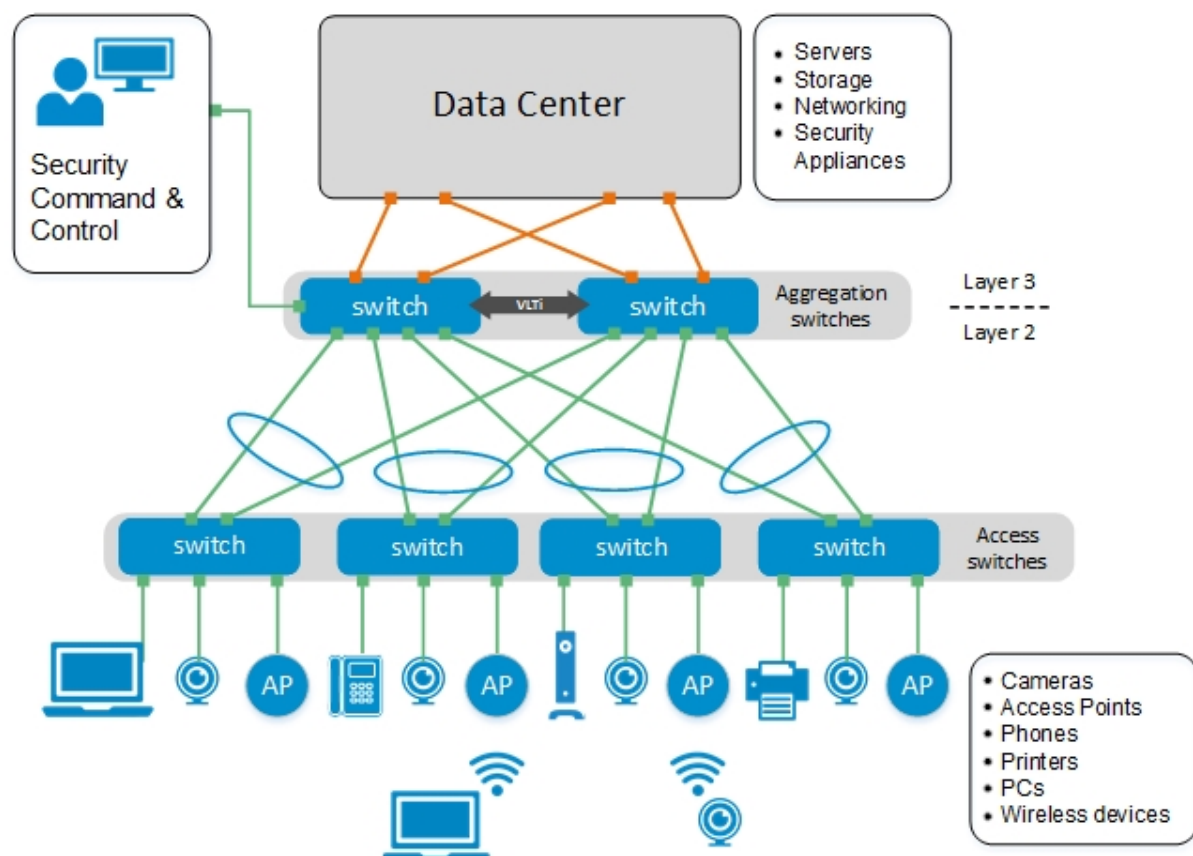 Security
Command &
Control
Data Center
• Servers
• Storage
• Networking
• Security
Appliances
switch
VLTi
switch
Aggregation
switches
Layer 3
Layer 2
switch
switch
switch
switch
Access
switches
AP
AP
AP
AP
• Cameras
• Access Points
• Phones
• Printers
• PCs
• Wireless devices